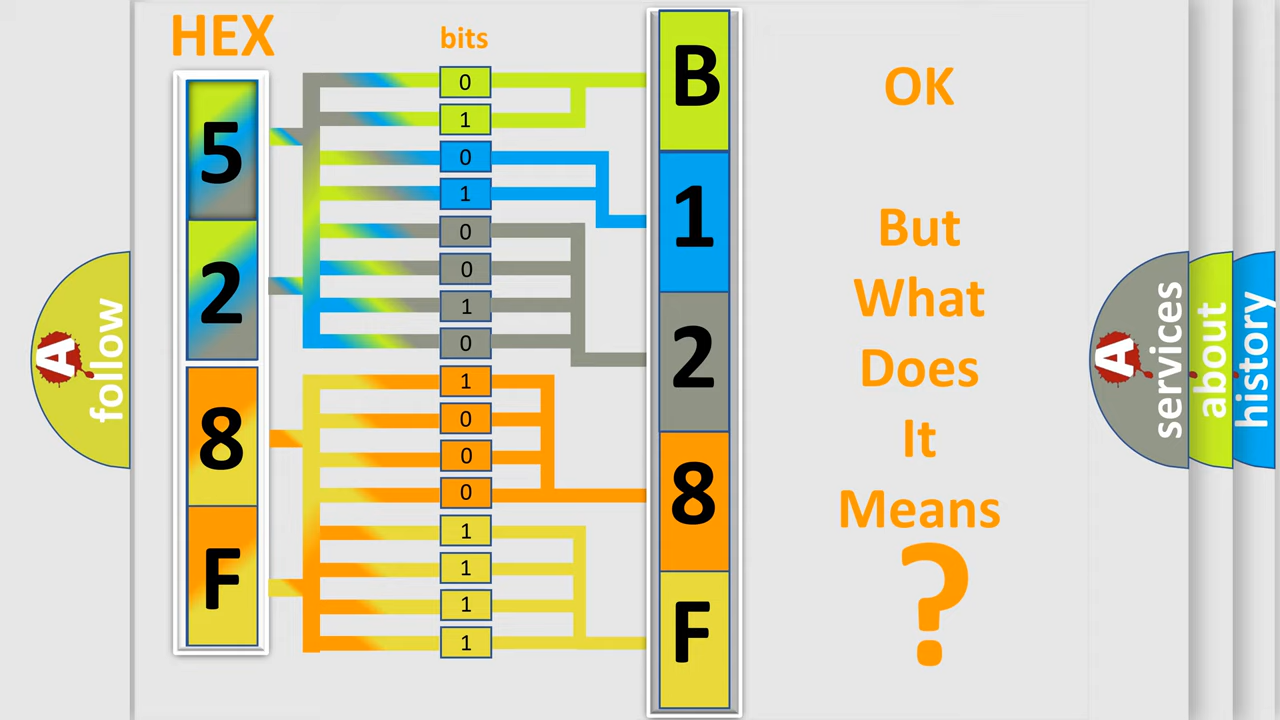 HEX
bits
5
2
8
F
0
1
0
1
0
0
1
0
1
0
0
0
1
1
1
1
B
1
2
8
F
OK
But
What
Does
It
Means
?
A
follow
A
services
about
history